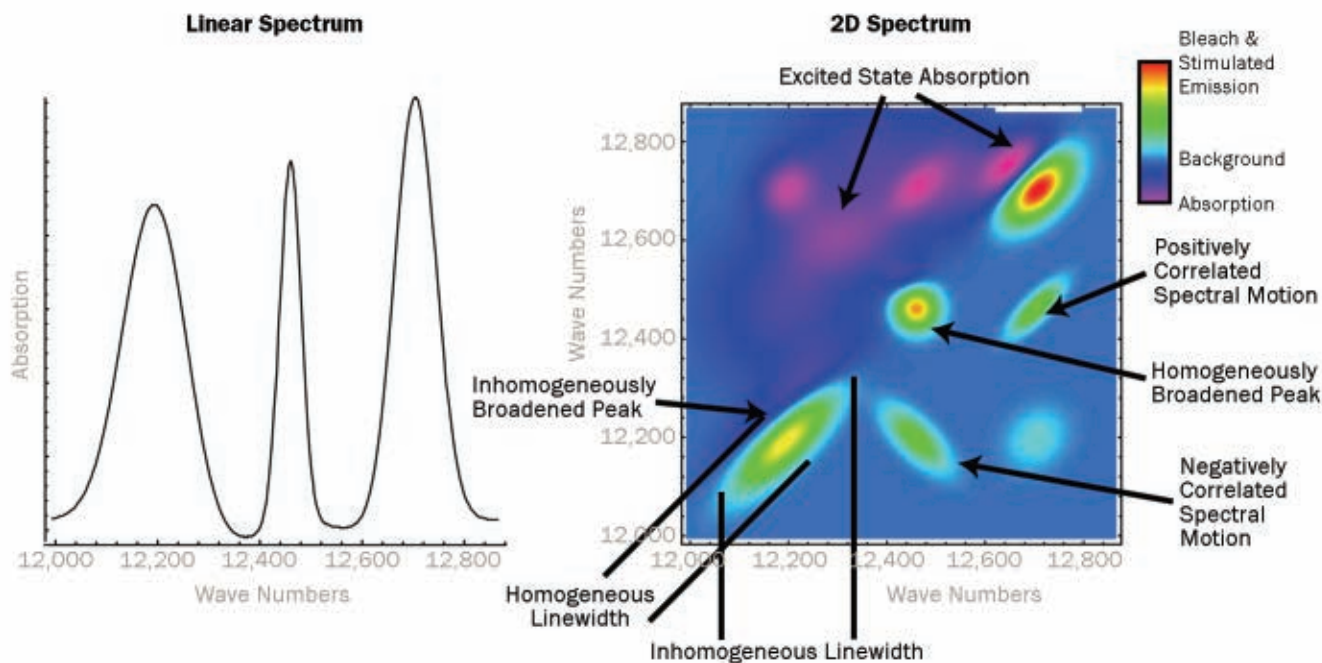 Linear Spectrum
Absorption
12,000 12,200 12,400 12,600 12,800
Wave Numbers
2D Spectrum
Excited State Absorption
Bleach &
Stimulated
Emission
Background
Absorption
12,800
12,600
12,400
12,200
12,000
Wave Numbers
Positively
Correlated
Spectral Motion
Homogeneously
Broadened Peak
Inhomogeneously
Broadened Peak
Negatively
Correlated
Spectral
Motion
12,000 12,200 12,400 12,600 12,800
Wave Numbers
Homogeneous
Linewidth
Inhomogeneous Linewidth